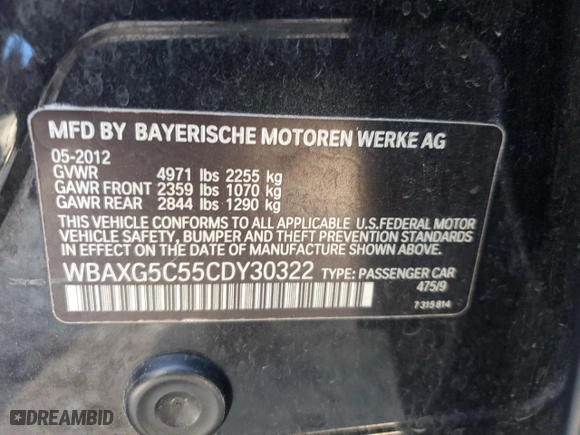 MFD BY BAYERISCHE MOTOREN WERKE AG
05-2012
GVWR 4971 lbs 2255 kg
GAWR FRONT 2359 lbs 1070 kg
GAWR REAR 2844 lbs 1290 kg
THIS VEHICLE CONFORMS TO ALL APPLICABLE U.S.FEDERAL MOTOR
VEHICLE SAFETY, BUMPER AND THEFT PREVENTION STANDARDS
IN EFFECT ON THE DATE OF MANUFACTURE SHOWN ABOVE.
WBAXG5C55CDY30322 TYPE: PASSENGER CAR
475/9
7 315 814
DREAMBID